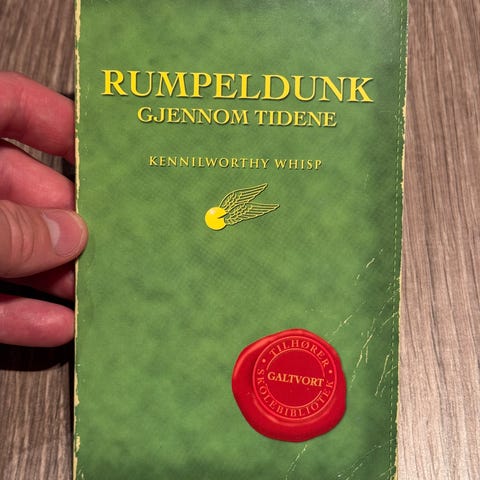 RUMPELDUNK
GJENNOM TIDENE
KENNILWORTHY WHISP
TILHØRER
GALTVORT
SKOLEBIBLIOTEK